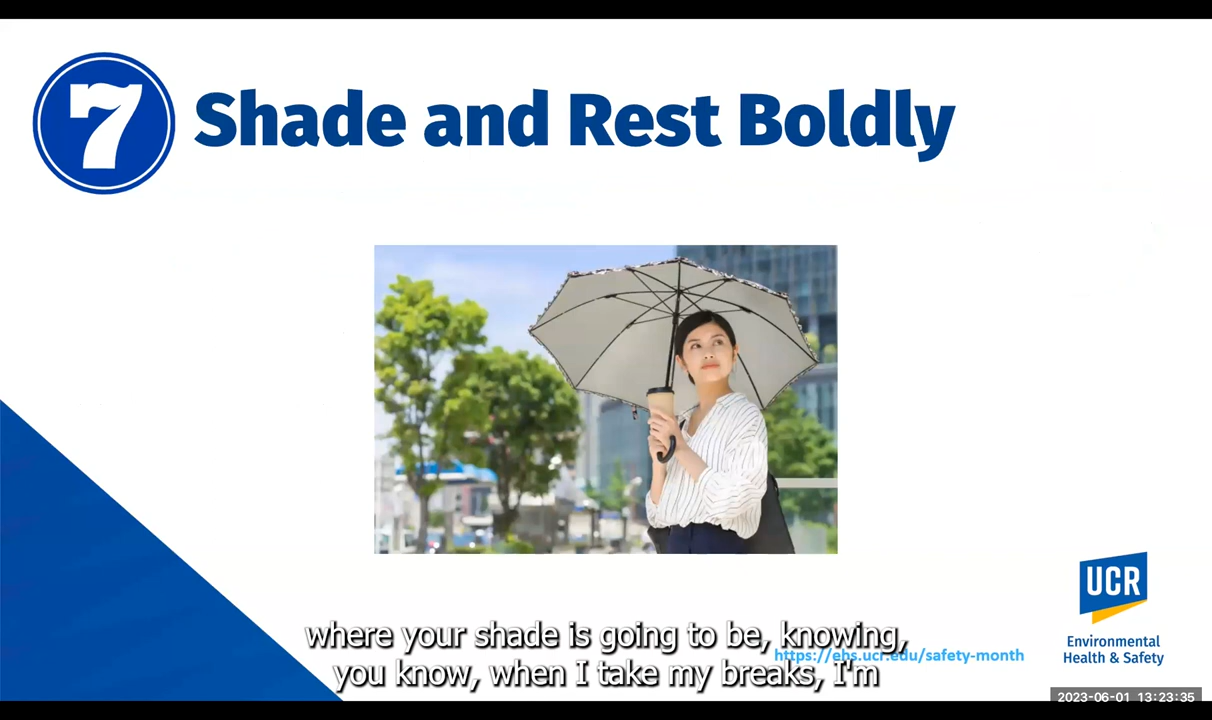 7
Shade and Rest Boldly
where your shade is going to be, knowing,
https://ehs.ucr.edu/safety-month
you know, when I take my breaks, I'm
UCR
Environmental
Health & Safety
2023-06-01 13:23:35